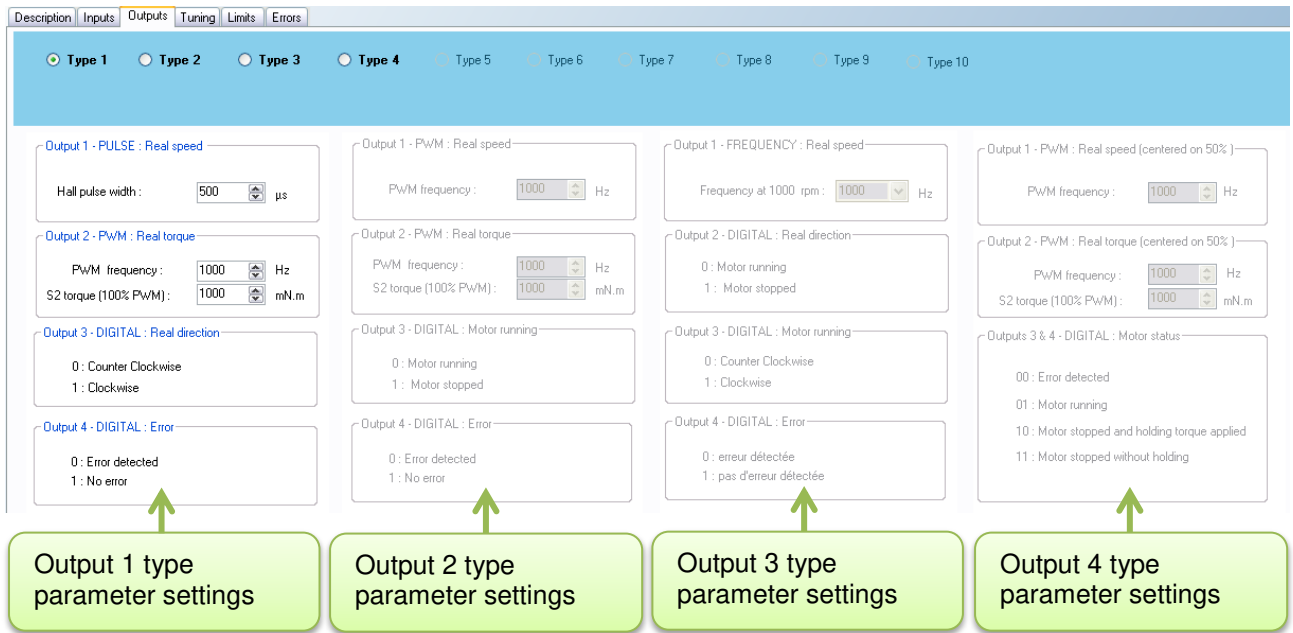 Description Inputs Outputs Tuning Limits Errors
Type 1 Type 2 Type 3 Type 4 Type 5 Type 6 Type 7 Type 8 Type 9 Type 10
Output 1 - PULSE : Real speed
Hall pulse width : 500 µs
Output 2 - PWM : Real torque
PWM frequency : 1000 Hz
S2 torque (100% PWM) : 1000 mN.m
Output 3 - DIGITAL : Real direction
0 : Counter Clockwise
1 : Clockwise
Output 4 - DIGITAL : Error
0 : Error detected
1 : No error
Output 1 type
parameter settings
Output 1 - PWM : Real speed
PWM frequency : 1000 Hz
Output 2 - PWM : Real torque
PWM frequency : 1000 Hz
S2 torque (100% PWM) : 1000 mN.m
Output 3 - DIGITAL : Motor running
0 : Motor running
1 : Motor stopped
Output 4 - DIGITAL : Error
0 : Error detected
1 : No error
Output 2 type
parameter settings
Output 1 - FREQUENCY : Real speed
Frequency at 1000 rpm : 1000 Hz
Output 2 - DIGITAL : Real direction
0 : Motor running
1 : Motor stopped
Output 3 - DIGITAL : Motor running
0 : Counter Clockwise
1 : Clockwise
Output 4 - DIGITAL : Error
0 : erreur détectée
1 : pas d'erreur détectée
Output 3 type
parameter settings
Output 1 - PWM : Real speed (centered on 50% )
PWM frequency : 1000 Hz
Output 2 - PWM : Real torque (centered on 50% )
PWM frequency : 1000 Hz
S2 torque (100% PWM) : 1000 mN.m
Outputs 3 & 4 - DIGITAL : Motor status
00 : Error detected
01 : Motor running
10 : Motor stopped and holding torque applied
11 : Motor stopped without holding
Output 4 type
parameter settings